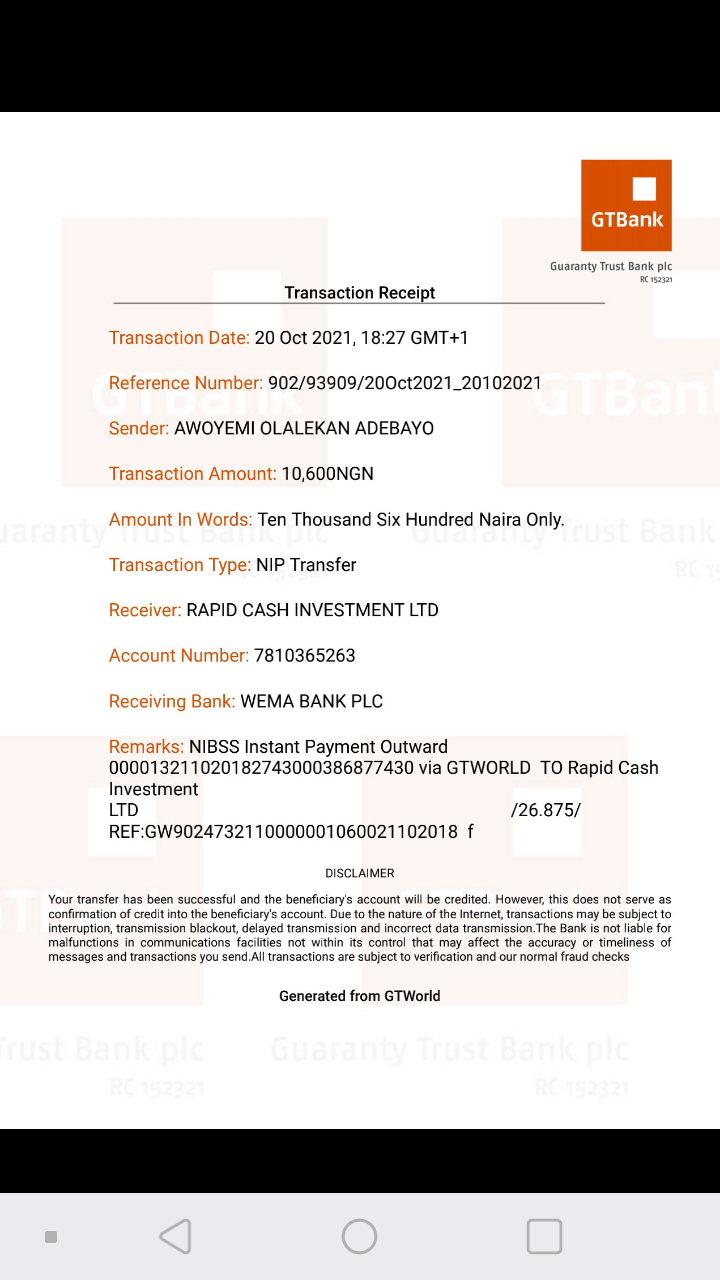 GTBank
Guaranty Trust Bank plc
RC 152321
Transaction Receipt
Transaction Date: 20 Oct 2021, 18:27 GMT+1
Reference Number: 902/93909/20Oct2021_20102021
Sender: AWOYEMI OLALEKAN ADEBAYO
Transaction Amount: 10,600NGN
Amount In Words: Ten Thousand Six Hundred Naira Only.
Transaction Type: NIP Transfer
Receiver: RAPID CASH INVESTMENT LTD
Account Number: 7810365263
Receiving Bank: WEMA BANK PLC
Remarks: NIBSS Instant Payment Outward
000013211020182743000386877430 via GTWORLD TO Rapid Cash
Investment
LTD /26.875/
REF:GW9024732110000001060021102018 f
DISCLAIMER
Your transfer has been successful and the beneficiary's account will be credited. However, this does not serve as
confirmation of credit into the beneficiary's account. Due to the nature of the Internet, transactions may be subject to
interruption, transmission blackout, delayed transmission and incorrect data transmission.The Bank is not liable for
malfunctions in communications facilities not within its control that may affect the accuracy or timeliness of
messages and transactions you send.All transactions are subject to verification and our normal fraud checks
Generated from GTWorld
Trust Bank plc
Guaranty Trust Bank plc
RC 152321
RC 152321